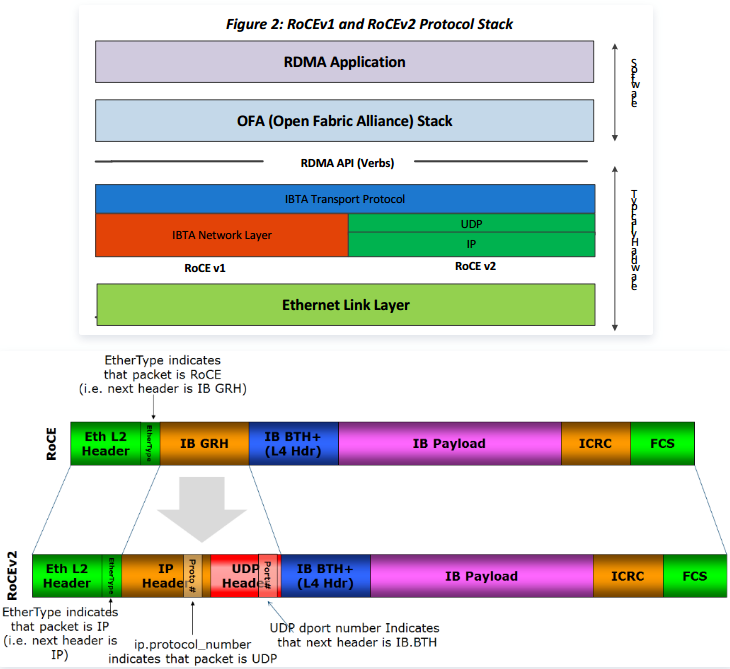 Figure 2: RoCEv1 and RoCEv2 Protocol Stack
RDMA Application
Software
OFA (Open Fabric Alliance) Stack
RDMA API (Verbs)
IBTA Transport Protocol
Typically Hardware
IBTA Network Layer
UDP
IP
RoCE v1
RoCE v2
Ethernet Link Layer
EtherType indicates
that packet is RoCE
(i.e. next header is IB GRH)
RoCE
Eth L2
Header
EtherType
IB GRH
IB BTH+
(L4 Hdr)
IB Payload
ICRC
FCS
RoCEv2
Eth L2
Header
EtherType
IP
Header
Proto #
UDP
Header
Port #
IB BTH+
(L4 Hdr)
IB Payload
ICRC
FCS
EtherType indicates
that packet is IP
(i.e. next header is
IP)
ip.protocol_number
indicates that packet is UDP
UDP dport number Indicates
that next header is IB.BTH